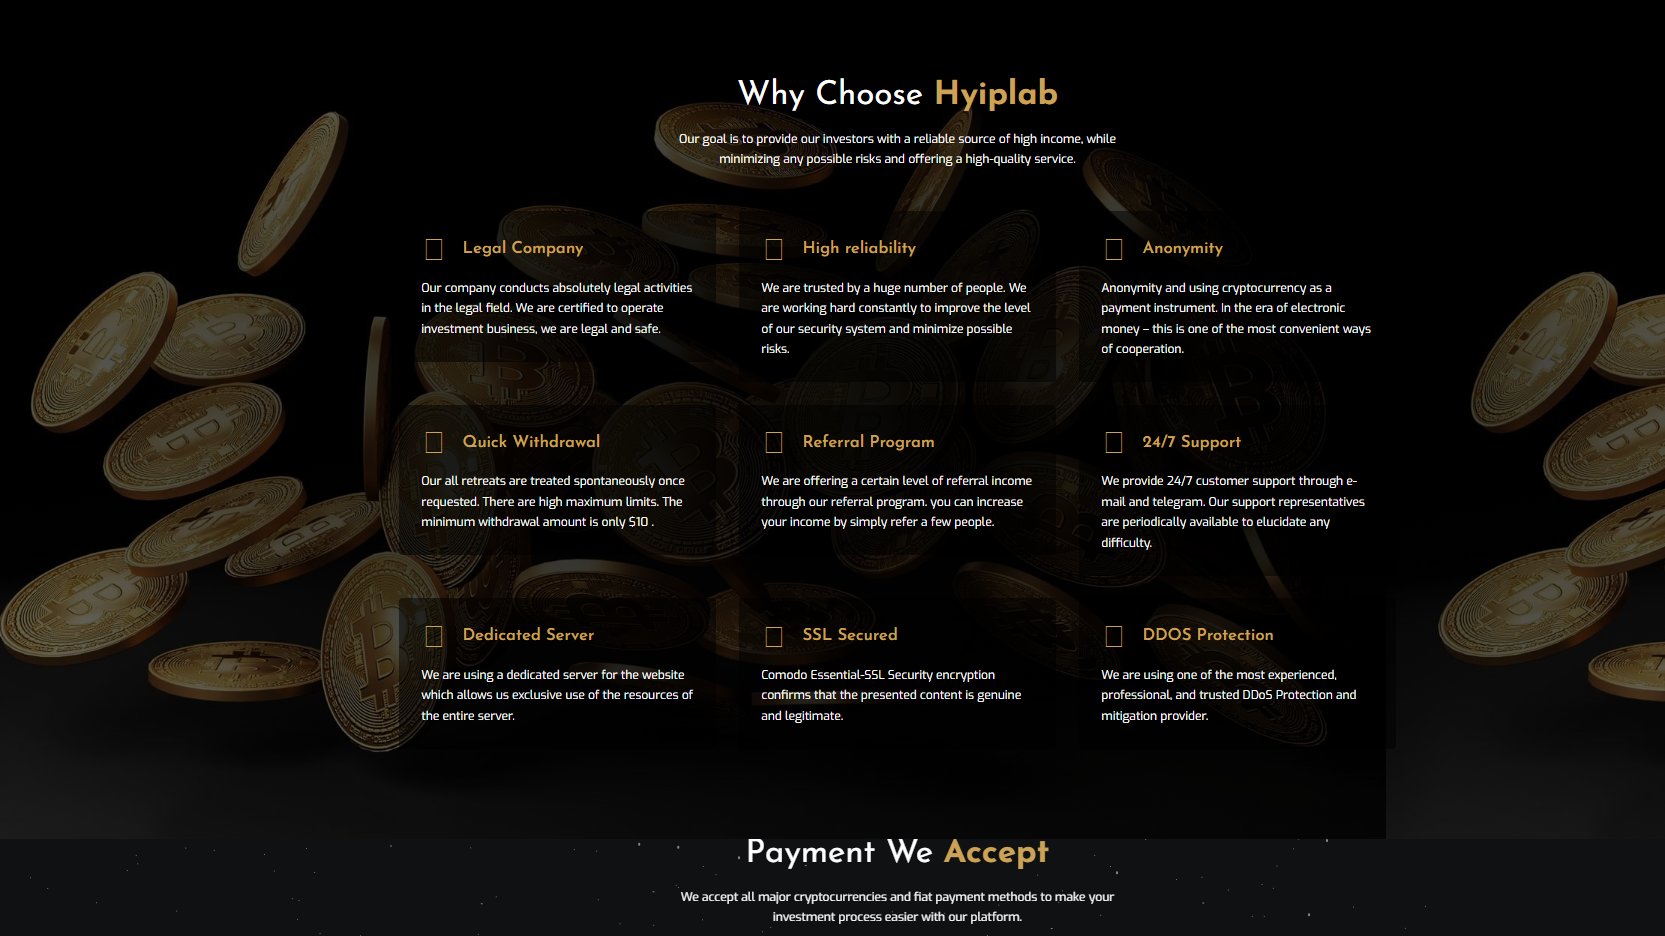 Why Choose Hyiplab
Our goal is to provide our investors with a reliable source of high income, while
minimizing any possible risks and offering a high-quality service.
Legal Company
Our company conducts absolutely legal activities
in the legal field. We are certified to operate
investment business, we are legal and safe.
High reliability
We are trusted by a huge number of people. We
are working hard constantly to improve the level
of our security system and minimize possible
risks.
Anonymity
Anonymity and using cryptocurrency as a
payment instrument. In the era of electronic
money – this is one of the most convenient ways
of cooperation.
Quick Withdrawal
Our all retreats are treated spontaneously once
requested. There are high maximum limits. The
minimum withdrawal amount is only $10 .
Referral Program
We are offering a certain level of referral income
through our referral program. you can increase
your income by simply refer a few people.
24/7 Support
We provide 24/7 customer support through e-
mail and telegram. Our support representatives
are periodically available to elucidate any
difficulty.
Dedicated Server
We are using a dedicated server for the website
which allows us exclusive use of the resources of
the entire server.
SSL Secured
Comodo Essential-SSL Security encryption
confirms that the presented content is genuine
and legitimate.
DDOS Protection
We are using one of the most experienced,
professional, and trusted DDoS Protection and
mitigation provider.
Payment We Accept
We accept all major cryptocurrencies and fiat payment methods to make your
investment process easier with our platform.